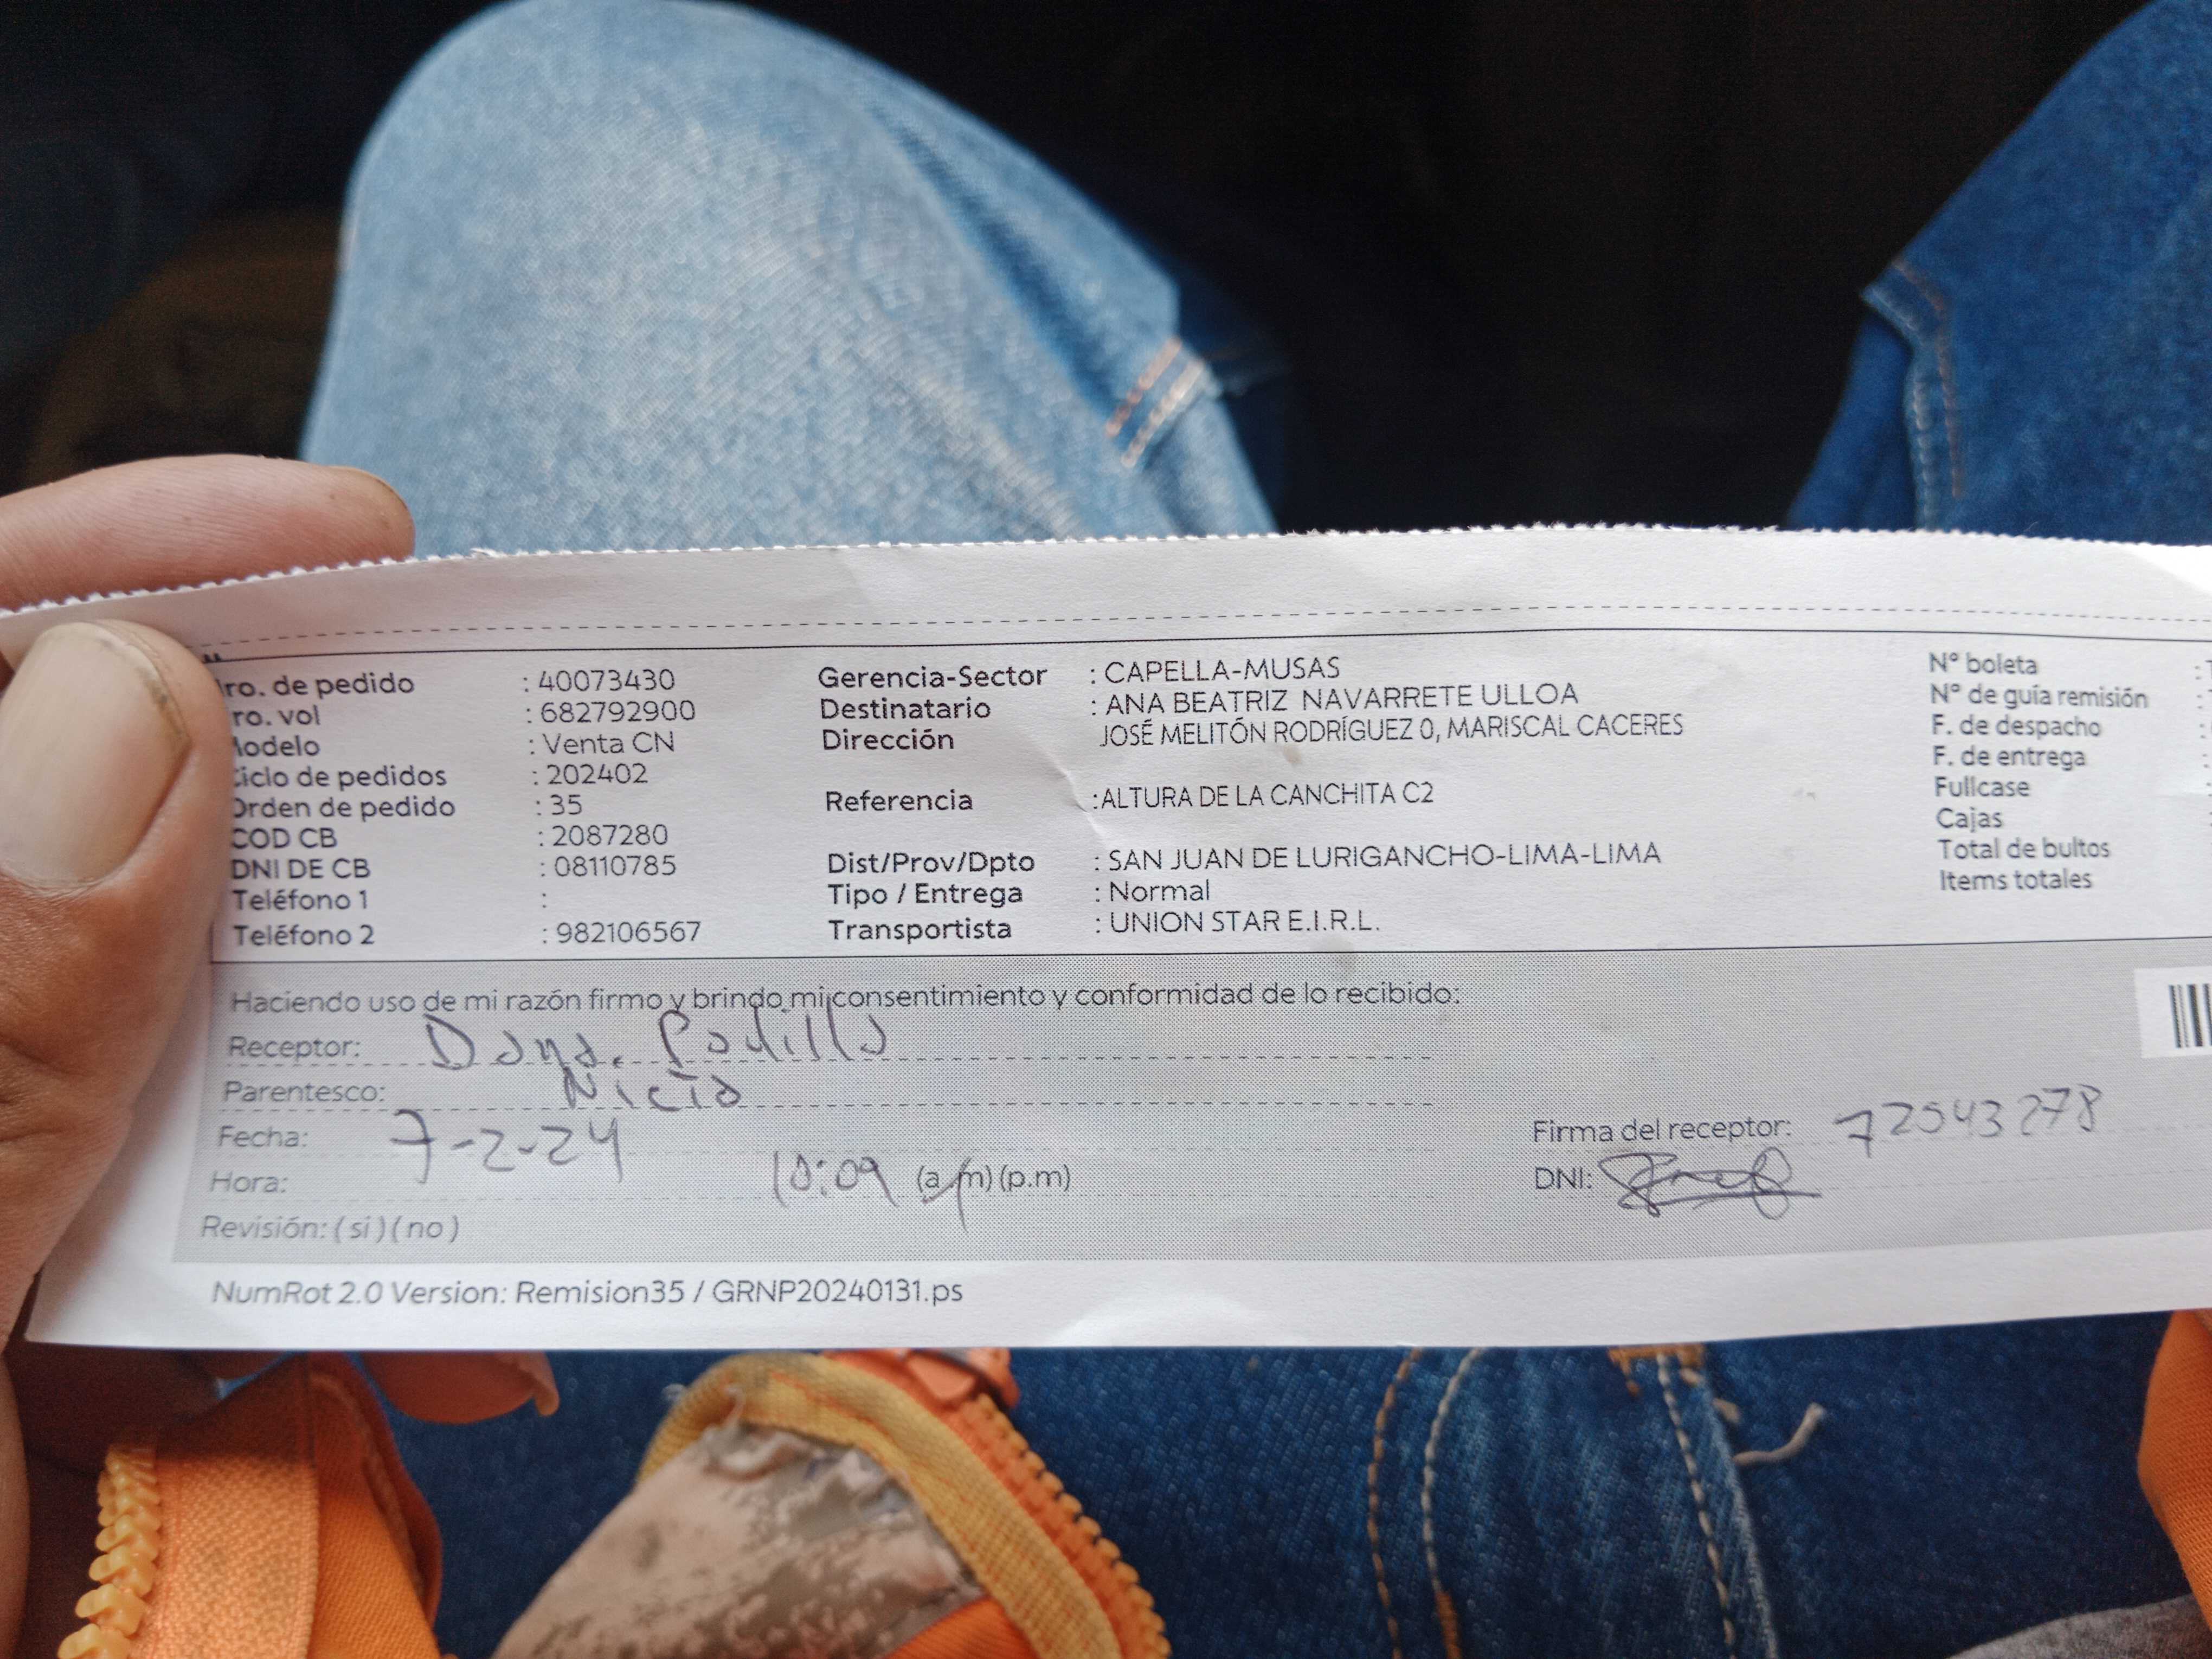 ro. de pedido : 40073430
ro. vol : 682792900
Modelo : Venta CN
Ciclo de pedidos : 202402
Orden de pedido : 35
COD CB : 2087280
DNI DE CB : 08110785
Teléfono 1 :
Teléfono 2 : 982106567
Gerencia-Sector : CAPELLA-MUSAS
Destinatario : ANA BEATRIZ NAVARRETE ULLOA
Dirección JOSÉ MELITÓN RODRÍGUEZ 0, MARISCAL CACERES
Referencia :ALTURA DE LA CANCHITA C2
Dist/Prov/Dpto : SAN JUAN DE LURIGANCHO-LIMA-LIMA
Tipo / Entrega : Normal
Transportista : UNION STAR E.I.R.L.
N° boleta :
N° de guía remisión :
F. de despacho :
F. de entrega :
Fullcase :
Cajas :
Total de bultos
Items totales
Haciendo uso de mi razón firmo y brindo mi consentimiento y conformidad de lo recibido:
Receptor: Dana. Padilla
Parentesco: Nieta
Fecha: 7-2-24
Hora: 10:09 (a.m) (p.m)
Revisión: ( si ) ( no )
Firma del receptor: 72543278
DNI:
NumRot 2.0 Version: Remision35 / GRNP20240131.ps